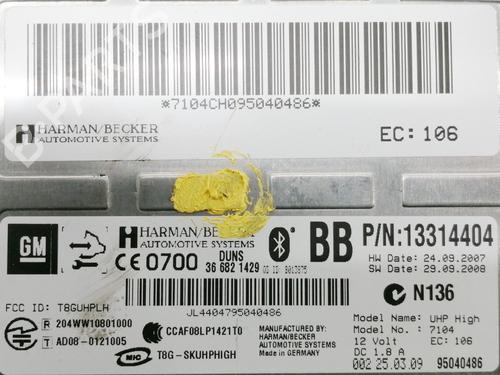 *7104CH095040486*
HARMAN/BECKER
AUTOMOTIVE SYSTEMS
EC: 106
B PARTS
GM
HARMAN/BECKER
AUTOMOTIVE SYSTEMS
CE 0700
DUNS
36 682 1429
BB
P/N:13314404
HW Date: 24.09.2007
SW Date: 29.09.2008
FCC ID: T8GUHPLH
JL4404795040486
N136
R 204WW10801000
T AD08-0121005
CCAF08LP1421T0
MIC T8G-SKUHPHIGH
MANUFACTURED BY
HARMAN/BECKER
AUTOMOTIVE SYSTEMS
Made in GERMANY
Model Name: UHP High
Model No.: 7104
12 Volt EC: 106
DC 1.8 A
002 25.03.09 95040486